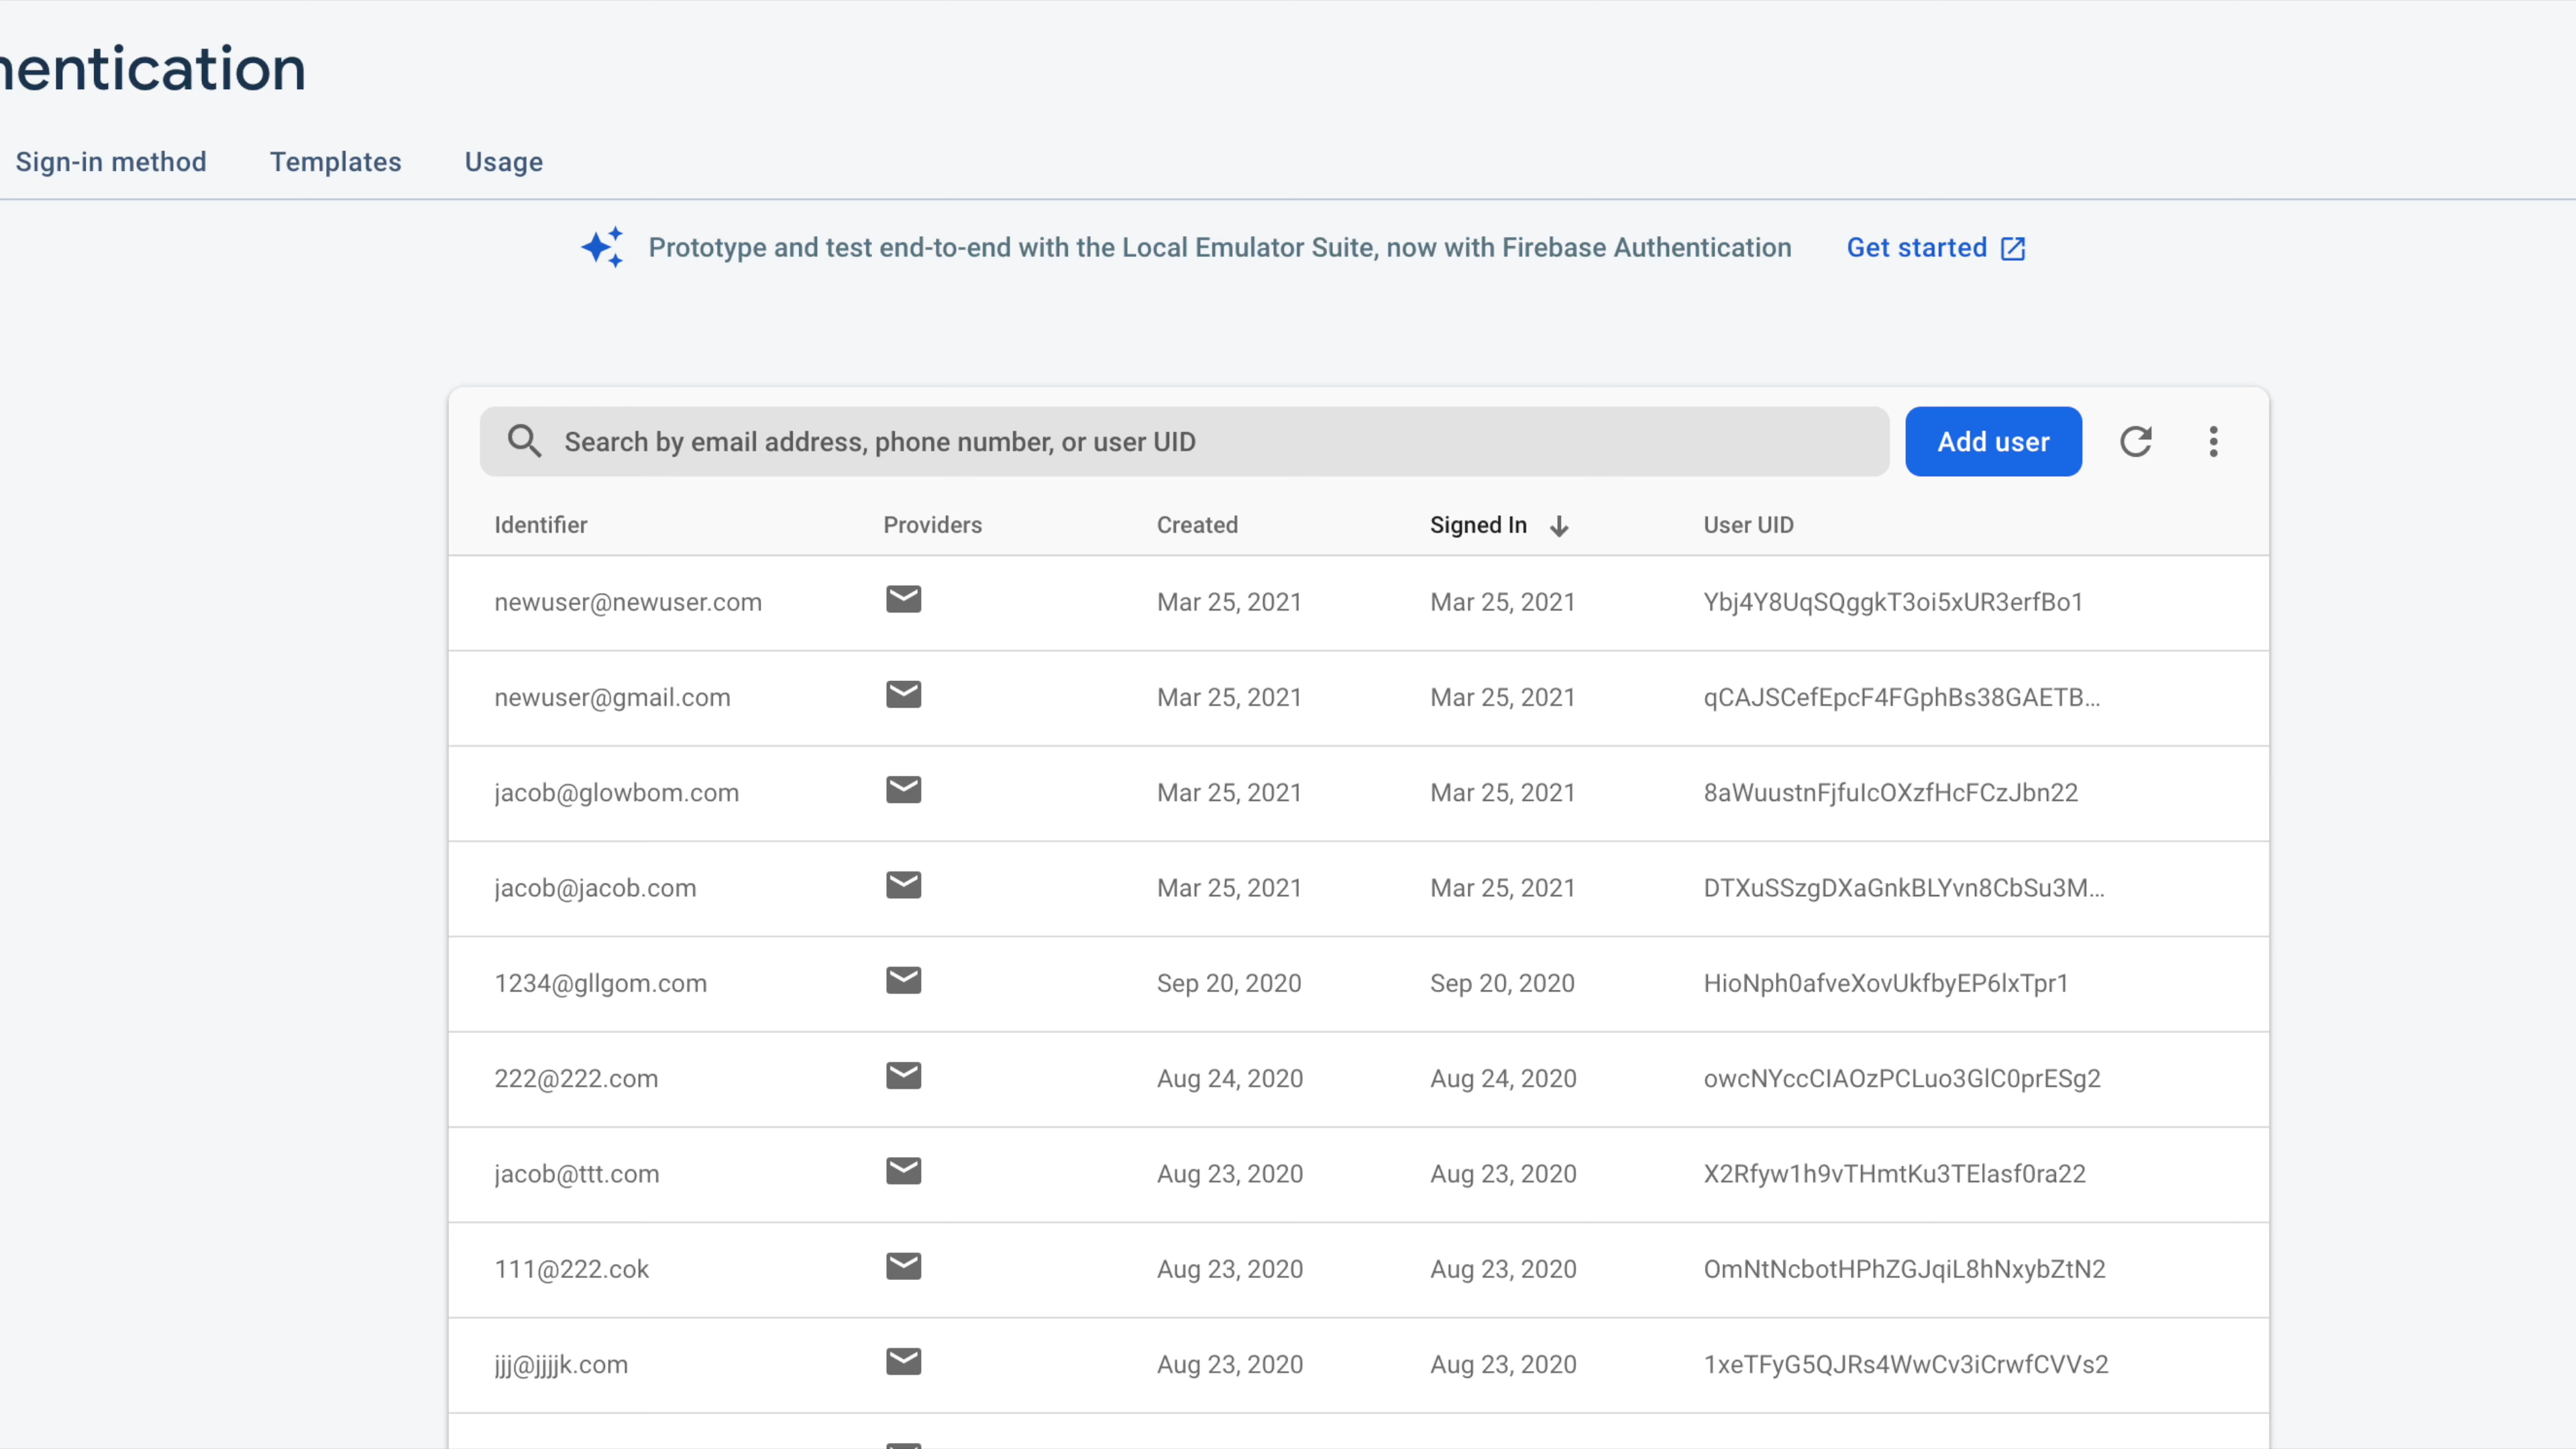 hentication
Sign-in method Templates Usage
Prototype and test end-to-end with the Local Emulator Suite, now with Firebase Authentication Get started
Search by email address, phone number, or user UID Add user
Identifier Providers Created Signed In User UID
newuser@newuser.com Mar 25, 2021 Mar 25, 2021 Ybj4Y8UqSQggkT3oi5xUR3erfBo1
newuser@gmail.com Mar 25, 2021 Mar 25, 2021 qCAJSCefEpcF4FGphBs38GAETB...
jacob@glowbom.com Mar 25, 2021 Mar 25, 2021 8aWuustnFjfuIcOXzfHcFCzJbn22
jacob@jacob.com Mar 25, 2021 Mar 25, 2021 DTXuSSzgDXaGnkBLYvn8CbSu3M...
1234@gllgom.com Sep 20, 2020 Sep 20, 2020 HioNph0afveXovUkfbyEP6lxTpr1
222@222.com Aug 24, 2020 Aug 24, 2020 owcNYccCIAOzPCLuo3GlC0prESg2
jacob@ttt.com Aug 23, 2020 Aug 23, 2020 X2Rfyw1h9vTHmtKu3TElasf0ra22
111@222.cok Aug 23, 2020 Aug 23, 2020 OmNtNcbotHPhZGJqiL8hNxybZtN2
jjj@jjjjk.com Aug 23, 2020 Aug 23, 2020 1xeTFyG5QJRs4WwCv3iCrwfCVVs2